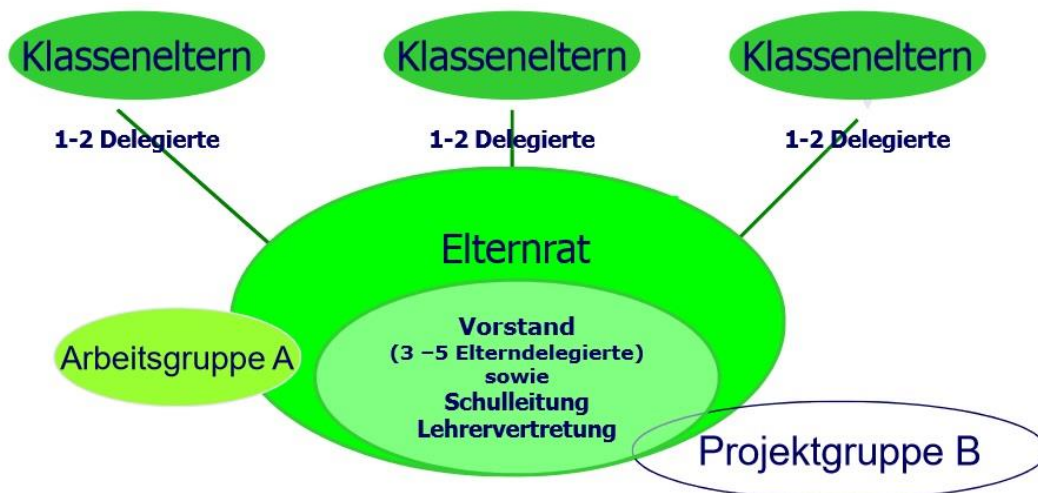 Klasseneltern Klasseneltern Klasseneltern
1-2 Delegierte 1-2 Delegierte 1-2 Delegierte
Elternrat
Vorstand
(3 –5 Elterndelegierte)
sowie
Schulleitung
Lehrervertretung
Arbeitsgruppe A
Projektgruppe B